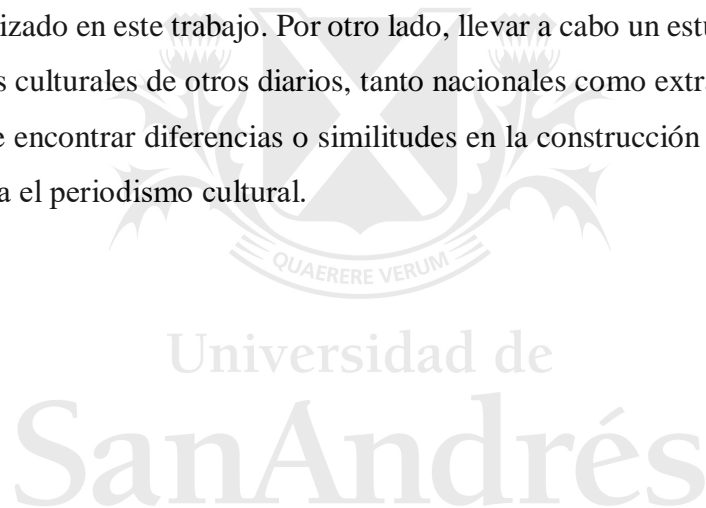 izado en este trabajo. Por otro lado, llevar a cabo un estu
s culturales de otros diarios, tanto nacionales como extr
e encontrar diferencias o similitudes en la construcción
a el periodismo cultural.
QUAERERE VERUM
Universidad de
SanAndrés